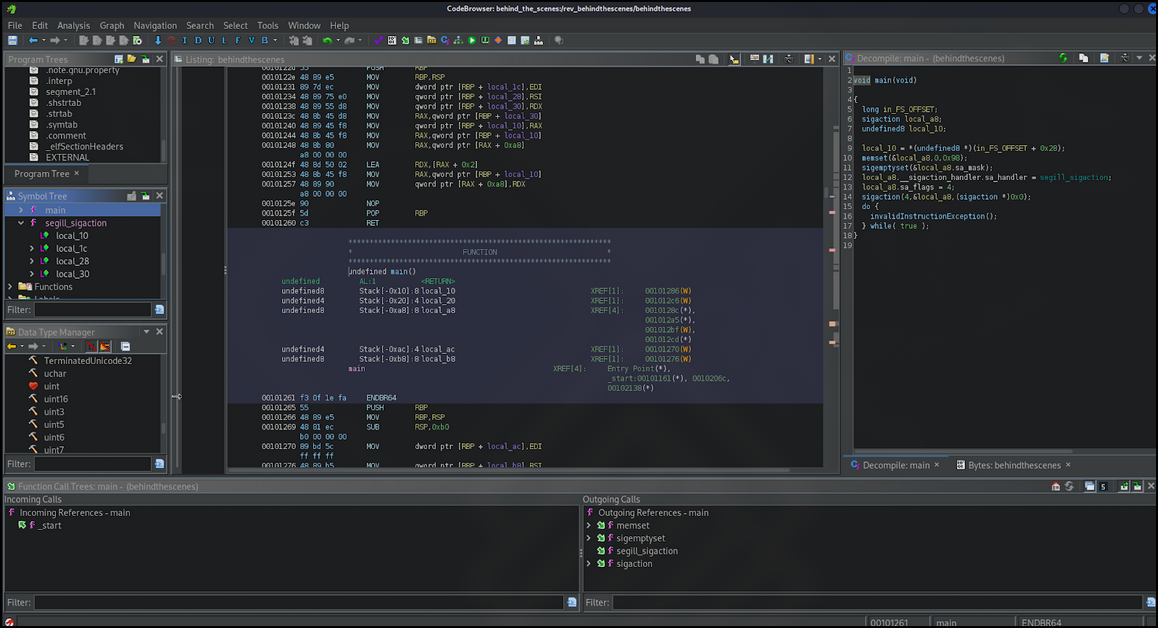 CodeBrowser: behind_the_scenes:/rev_behindthescenes/behindthescenes
File Edit Analysis Graph Navigation Search Select Tools Window Help
I D U L F V B
Program Trees
.note.gnu.property
.interp
segment_2.1
.shstrtab
.strtab
.symtab
.comment
_elfSectionHeaders
EXTERNAL
Program Tree ×
Symbol Tree
f main
f segill_sigaction
local_10
local_1c
local_28
local_30
Functions
Labels
Filter:
Data Type Manager
TerminatedUnicode32
uchar
uint
uint16
uint3
uint5
uint6
uint7
Filter:
Listing: behindthescenes
0010122d 55 PUSH RBP
0010122e 48 89 e5 MOV RBP,RSP
00101231 89 7d ec MOV dword ptr [RBP + local_1c],EDI
00101234 48 89 75 e0 MOV qword ptr [RBP + local_28],RSI
00101238 48 89 55 d8 MOV qword ptr [RBP + local_30],RDX
0010123c 48 8b 45 d8 MOV RAX,qword ptr [RBP + local_30]
00101240 48 89 45 f8 MOV qword ptr [RBP + local_10],RAX
00101244 48 8b 45 f8 MOV RAX,qword ptr [RBP + local_10]
00101248 48 8b 80 MOV RAX,qword ptr [RAX + 0xa8]
a8 00 00 00
0010124f 48 8d 50 02 LEA RDX,[RAX + 0x2]
00101253 48 8b 45 f8 MOV RAX,qword ptr [RBP + local_10]
00101257 48 89 90 MOV qword ptr [RAX + 0xa8],RDX
a8 00 00 00
0010125e 90 NOP
0010125f 5d POP RBP
00101260 c3 RET
* FUNCTION *
undefined main()
undefined AL:1 <RETURN>
undefined8 Stack[-0x10]:8 local_10 XREF[1]: 00101286(W)
undefined4 Stack[-0x20]:4 local_20 XREF[1]: 001012c6(W)
undefined8 Stack[-0xa8]:8 local_a8 XREF[4]: 0010128c(*),
001012a5(*),
001012bf(W),
001012cd(*)
undefined4 Stack[-0xac]:4 local_ac XREF[1]: 00101270(W)
undefined8 Stack[-0xb8]:8 local_b8 XREF[1]: 00101276(W)
main XREF[4]: Entry Point(*),
_start:00101161(*), 0010206c,
00102138(*)
00101261 f3 0f 1e fa ENDBR64
00101265 55 PUSH RBP
00101266 48 89 e5 MOV RBP,RSP
00101269 48 81 ec SUB RSP,0xb0
b0 00 00 00
00101270 89 bd 5c MOV dword ptr [RBP + local_ac],EDI
ff ff ff
00101276 48 89 b5 MOV qword ptr [RBP + local_b8],RSI
Decompile: main - (behindthescenes)
1
2 void main(void)
3
4 {
5 long in_FS_OFFSET;
6 sigaction local_a8;
7 undefined8 local_10;
8
9 local_10 = *(undefined8 *)(in_FS_OFFSET + 0x28);
10 memset(&local_a8,0,0x98);
11 sigemptyset(&local_a8.sa_mask);
12 local_a8.__sigaction_handler.sa_handler = segill_sigaction;
13 local_a8.sa_flags = 4;
14 sigaction(4,&local_a8,(sigaction *)0x0);
15 do {
16 invalidInstructionException();
17 } while( true );
18 }
19
Decompile: main × Bytes: behindthescenes ×
Function Call Trees: main - (behindthescenes)
Incoming Calls
f Incoming References - main
f _start
Filter:
Outgoing Calls
f Outgoing References - main
f memset
f sigemptyset
f segill_sigaction
f sigaction
Filter:
00101261 main ENDBR64